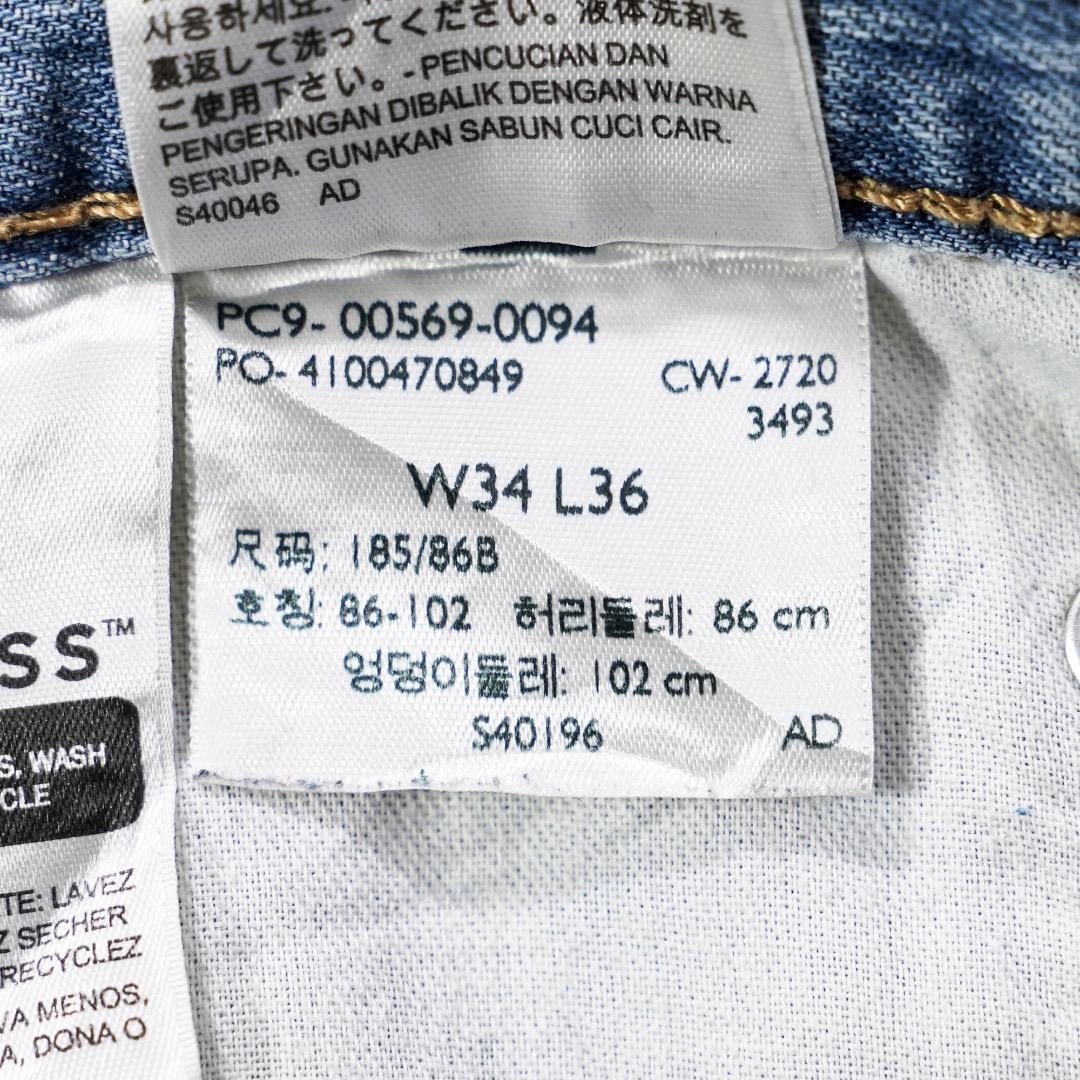 사용하세요.
裏返して洗ってください。液体洗剤を
ご使用下さい。- PENCUCIAN DAN
PENGERINGAN DIBALIK DENGAN WARNA
SERUPA. GUNAKAN SABUN CUCI CAIR.
S40046 AD
PC9- 00569-0094
PO- 4100470849 CW- 2720
3493
W34 L36
尺码: 185/86B
호칭: 86-102 허리둘레: 86 cm
엉덩이둘레: 102 cm
S40196 AD
SS™
S, WASH
CLE
TE: LAVEZ
Z SECHER
RECYCLEZ
VA MENOS,
A, DONA O